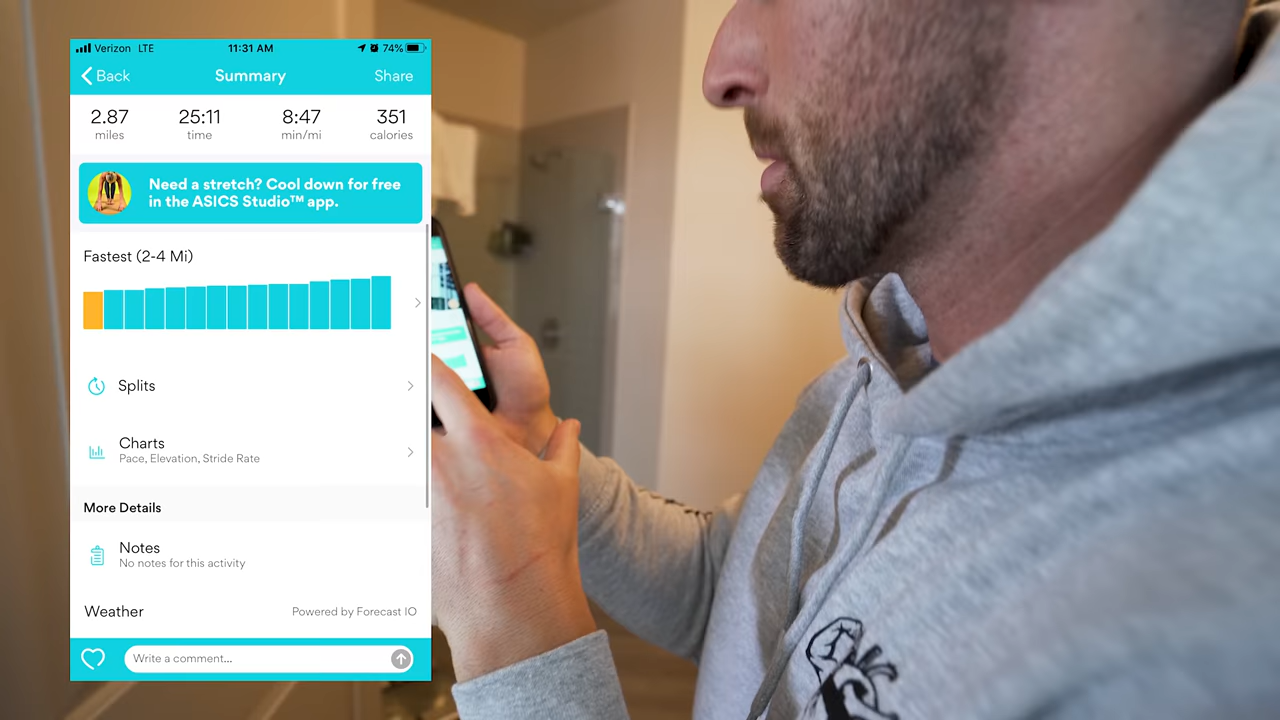 Verizon LTE 11:31 AM 74%
Back Summary Share
2.87 25:11 8:47 351
miles time min/mi calories
Need a stretch? Cool down for free
in the ASICS Studio™ app.
Fastest (2-4 Mi)
Splits
Charts
Pace, Elevation, Stride Rate
More Details
Notes
No notes for this activity
Weather Powered by Forecast IO
Write a comment...